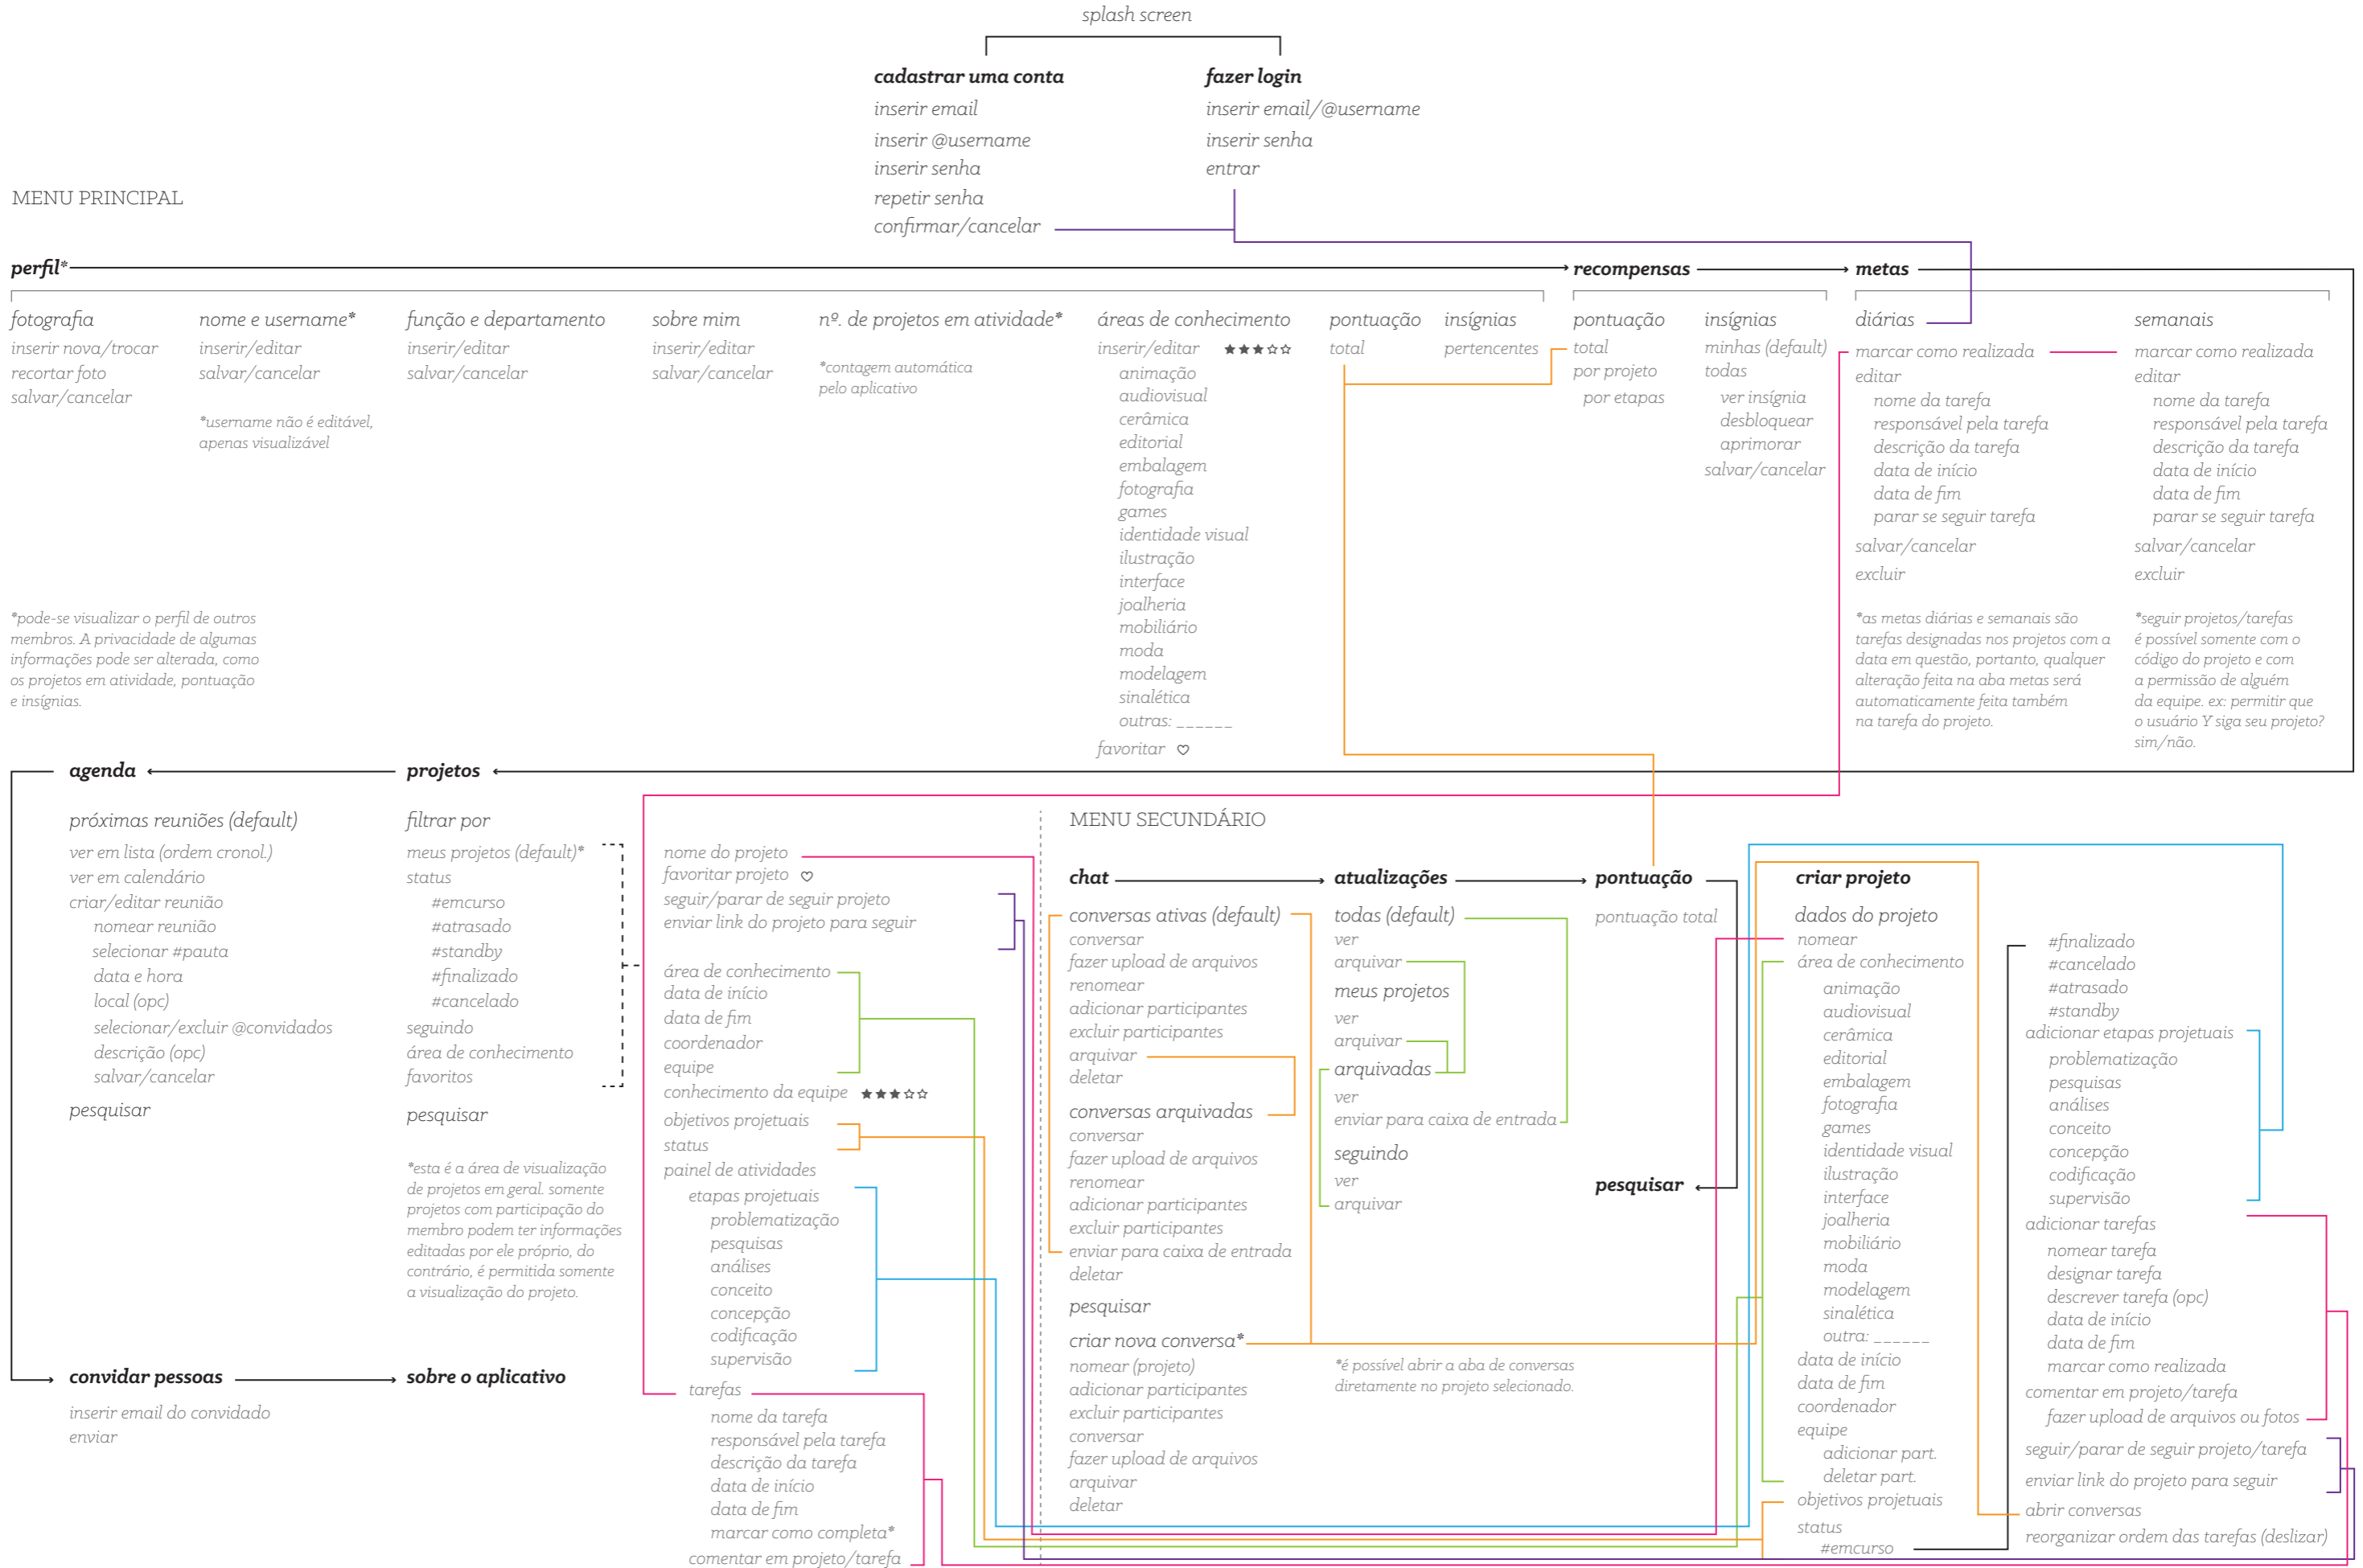 splash screen
cadastrar uma conta
inserir email
inserir @username
inserir senha
repetir senha
confirmar/cancelar
fazer login
inserir email/@username
inserir senha
entrar
MENU PRINCIPAL
perfil*
fotografia
inserir nova/trocar
recortar foto
salvar/cancelar
nome e username*
inserir/editar
salvar/cancelar
*username não é editável,
apenas visualizável
função e departamento
inserir/editar
salvar/cancelar
sobre mim
inserir/editar
salvar/cancelar
nº. de projetos em atividade*
*contagem automática
pelo aplicativo
áreas de conhecimento
inserir/editar ★★★☆☆
animação
audiovisual
cerâmica
editorial
embalagem
fotografia
games
identidade visual
ilustração
interface
joalheria
mobiliário
moda
modelagem
sinalética
outras: ______
favoritar ♡
pontuação
total
insígnias
pertencentes
*pode-se visualizar o perfil de outros
membros. A privacidade de algumas
informações pode ser alterada, como
os projetos em atividade, pontuação
e insígnias.
recompensas
pontuação
total
por projeto
por etapas
insígnias
minhas (default)
todas
ver insígnia
desbloquear
aprimorar
salvar/cancelar
metas
diárias
marcar como realizada
editar
nome da tarefa
responsável pela tarefa
descrição da tarefa
data de início
data de fim
parar se seguir tarefa
salvar/cancelar
excluir
*as metas diárias e semanais são
tarefas designadas nos projetos com a
data em questão, portanto, qualquer
alteração feita na aba metas será
automaticamente feita também
na tarefa do projeto.
semanais
marcar como realizada
editar
nome da tarefa
responsável pela tarefa
descrição da tarefa
data de início
data de fim
parar se seguir tarefa
salvar/cancelar
excluir
*seguir projetos/tarefas
é possível somente com o
código do projeto e com
a permissão de alguém
da equipe. ex: permitir que
o usuário Y siga seu projeto?
sim/não.
agenda
próximas reuniões (default)
ver em lista (ordem cronol.)
ver em calendário
criar/editar reunião
nomear reunião
selecionar #pauta
data e hora
local (opc)
selecionar/excluir @convidados
descrição (opc)
salvar/cancelar
pesquisar
projetos
filtrar por
meus projetos (default)*
status
#emcurso
#atrasado
#standby
#finalizado
#cancelado
seguindo
área de conhecimento
favoritos
pesquisar
*esta é a área de visualização
de projetos em geral. somente
projetos com participação do
membro podem ter informações
editadas por ele próprio, do
contrário, é permitida somente
a visualização do projeto.
convidar pessoas
inserir email do convidado
enviar
sobre o aplicativo
nome do projeto
favoritar projeto ♡
seguir/parar de seguir projeto
enviar link do projeto para seguir
área de conhecimento
data de início
data de fim
coordenador
equipe
conhecimento da equipe ★★★☆☆
objetivos projetuais
status
painel de atividades
etapas projetuais
problematização
pesquisas
análises
conceito
concepção
codificação
supervisão
tarefas
nome da tarefa
responsável pela tarefa
descrição da tarefa
data de início
data de fim
marcar como completa*
comentar em projeto/tarefa
MENU SECUNDÁRIO
chat
conversas ativas (default)
conversar
fazer upload de arquivos
renomear
adicionar participantes
excluir participantes
arquivar
deletar
conversas arquivadas
conversar
fazer upload de arquivos
renomear
adicionar participantes
excluir participantes
enviar para caixa de entrada
deletar
pesquisar
criar nova conversa*
nomear (projeto)
adicionar participantes
excluir participantes
conversar
fazer upload de arquivos
arquivar
deletar
atualizações
todas (default)
ver
arquivar
meus projetos
ver
arquivar
arquivadas
ver
enviar para caixa de entrada
seguindo
ver
arquivar
*é possível abrir a aba de conversas
diretamente no projeto selecionado.
pontuação
pontuação total
pesquisar
criar projeto
dados do projeto
nomear
área de conhecimento
animação
audiovisual
cerâmica
editorial
embalagem
fotografia
games
identidade visual
ilustração
interface
joalheria
mobiliário
moda
modelagem
sinalética
outra: ______
data de início
data de fim
coordenador
equipe
adicionar part.
deletar part.
objetivos projetuais
status
#emcurso
#finalizado
#cancelado
#atrasado
#standby
adicionar etapas projetuais
problematização
pesquisas
análises
conceito
concepção
codificação
supervisão
adicionar tarefas
nomear tarefa
designar tarefa
descrever tarefa (opc)
data de início
data de fim
marcar como realizada
comentar em projeto/tarefa
fazer upload de arquivos ou fotos
seguir/parar de seguir projeto/tarefa
enviar link do projeto para seguir
abrir conversas
reorganizar ordem das tarefas (deslizar)